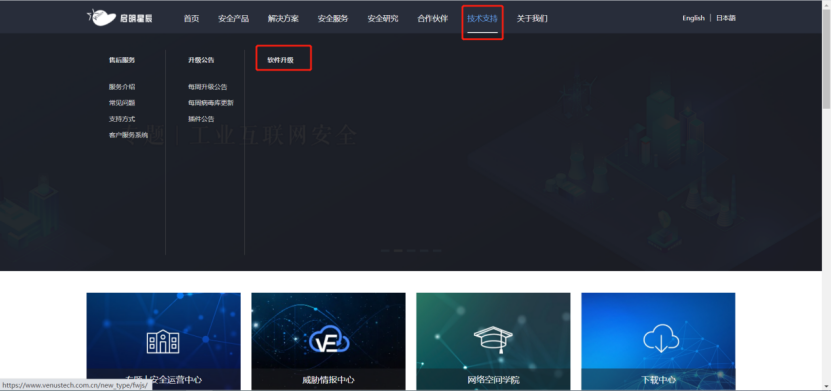 启明星辰 首页 安全产品 解决方案 安全服务 安全研究 合作伙伴 技术支持 关于我们 English | 日本語
售后服务 升级公告 软件升级
服务介绍 每周升级公告
常见问题 每周病毒库更新
支持方式 插件公告
客户服务系统
工业互联网安全
安全运营中心 威胁情报中心 网络空间学院 下载中心
https://www.venustech.com.cn/new_type/fwjs/